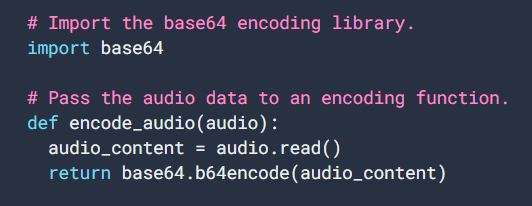 # Import the base64 encoding library.
import base64

# Pass the audio data to an encoding function.
def encode_audio(audio):
  audio_content = audio.read()
  return base64.b64encode(audio_content)